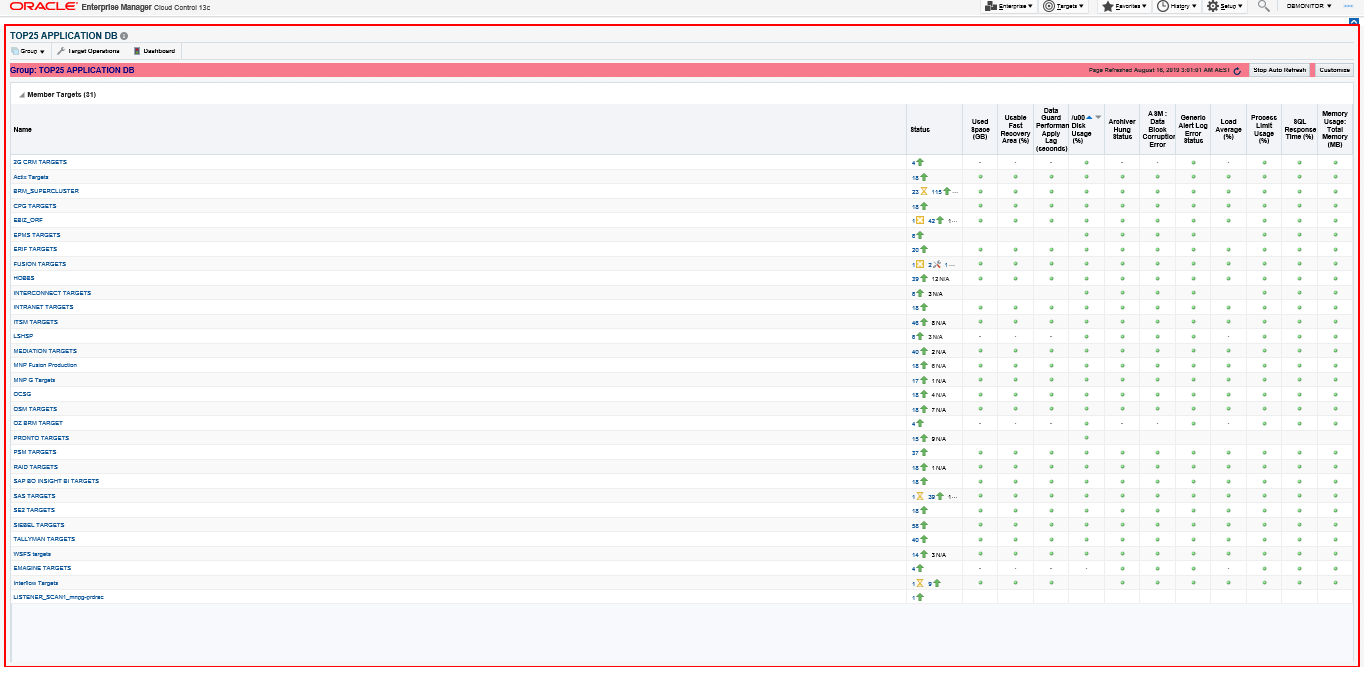 ORACLE Enterprise Manager Cloud Control 13c Enterprise Targets Favorites History Setup DBMONITOR
TOP25 APPLICATION DB
Group Target Operations Dashboard
Group: TOP25 APPLICATION DB Page Refreshed August 16, 2019 3:01:01 AM AEST Stop Auto Refresh Customize
Member Targets (31)
Name Status Used Space (GB) Usable Fast Recovery Area (%) Data Guard Performan Apply Lag (seconds) /u00 Disk Usage (%) Archiver Hung Status ASM : Data Block Corruption Error Generic Alert Log Error Status Load Average (%) Process Limit Usage (%) SQL Response Time (%) Memory Usage: Total Memory (MB)
2G CRM TARGETS 4 - - - - - -
Actix Targets 18
BRM_SUPERCLUSTER 23 115 ...
CPG TARGETS 18
EBIZ_ORF 1 42 1...
EPMS TARGETS 6
ERIF TARGETS 20
FUSION TARGETS 1 2 1 ...
HOBBS 39 12 N/A
INTERCONNECT TARGETS 6 3 N/A
INTRANET TARGETS 18
ITSM TARGETS 46 8 N/A
LSHSP 6 3 N/A - - - -
MEDIATION TARGETS 40 2 N/A
MNP Fusion Production 18 6 N/A
MNP G Targets 17 1 N/A
OCSG 18 4 N/A
OSM TARGETS 18 7 N/A
OZ BRM TARGET 4 - - - - - -
PRONTO TARGETS 15 9 N/A
PSM TARGETS 37
RAID TARGETS 18 1 N/A
SAP BO INSIGHT BI TARGETS 18
SAS TARGETS 1 39 1...
SE2 TARGETS 18
SIEBEL TARGETS 58
TALLYMAN TARGETS 40
WSFS targets 14 3 N/A
EMAGINE TARGETS 4 - - - - -
Interflow Targets 1 9
LISTENER_SCAN1_mngg-prdrac 1